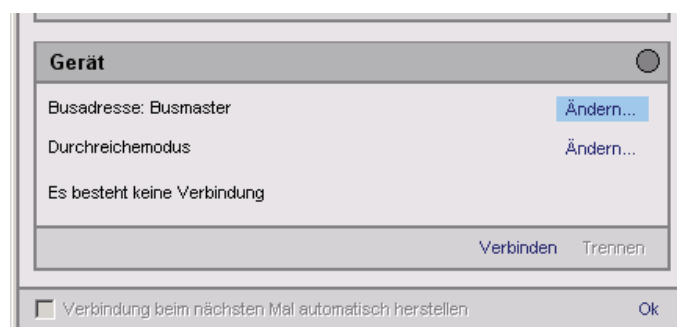 Gerät
Busadresse: Busmaster Ändern...
Durchreichemodus Ändern...
Es besteht keine Verbindung
Verbinden Trennen
Verbindung beim nächsten Mal automatisch herstellen Ok